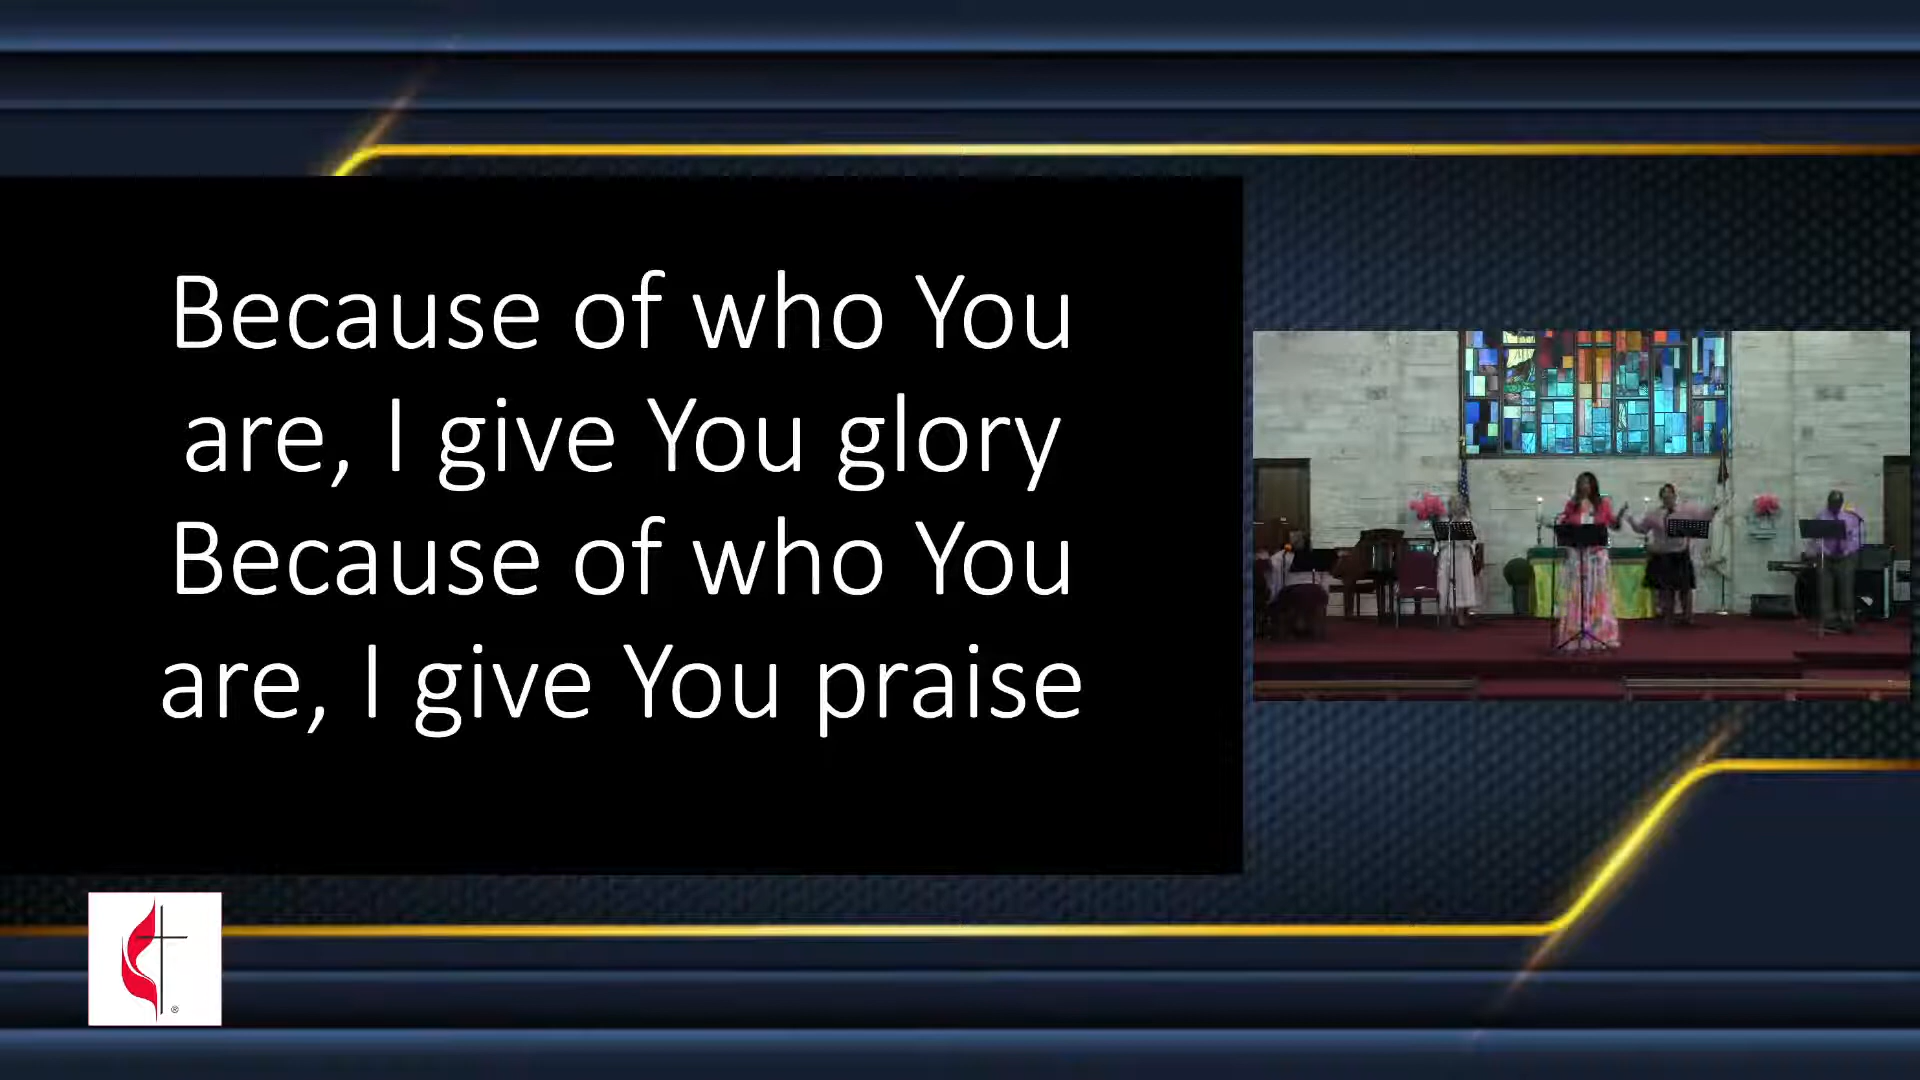 Because of who You
are, I give You glory
Because of who You
are, I give You praise
®